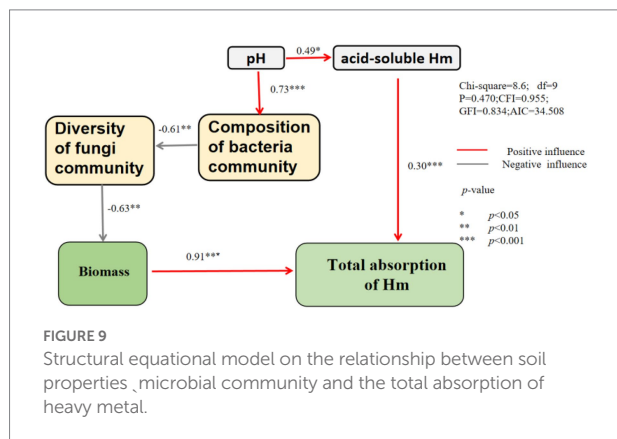 pH
0.49*
acid-soluble Hm
0.73***
Chi-square=8.6; df=9
P=0.470;CFI=0.955;
GFI=0.834;AIC=34.508
Diversity
of fungi
community
-0.61**
Composition
of bacteria
community
Positive influence
Negative influence
0.30***
p-value
* p<0.05
** p<0.01
*** p<0.001
-0.63**
Biomass
0.91***
Total absorption
of Hm
FIGURE 9
Structural equational model on the relationship between soil
properties ˎmicrobial community and the total absorption of
heavy metal.